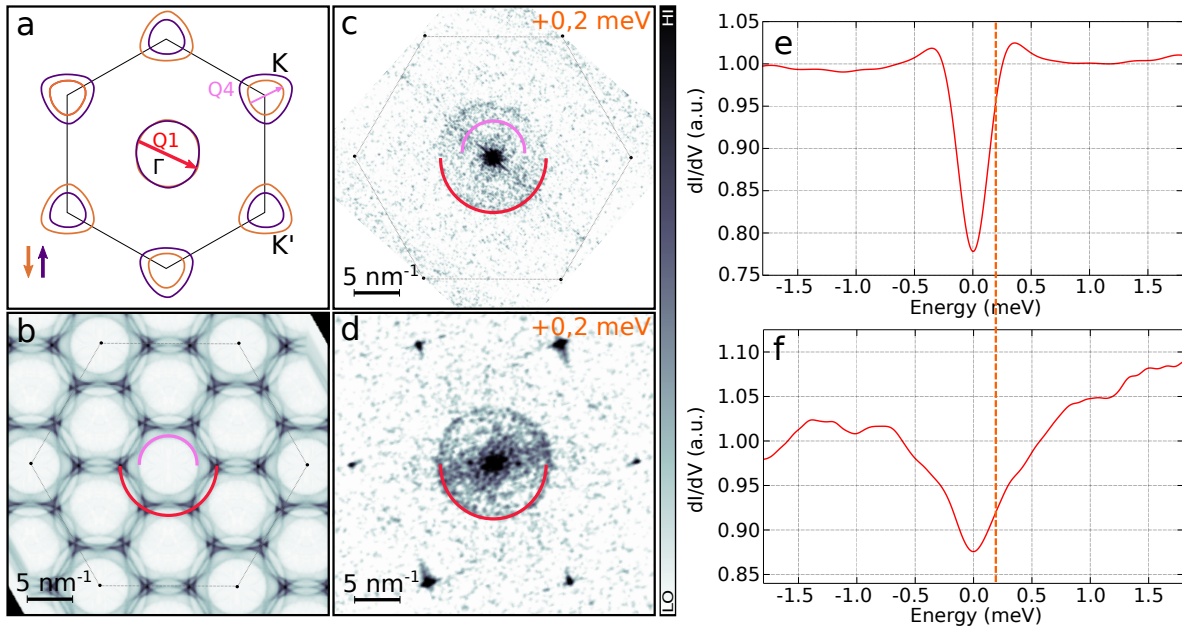 a
K
Q4
Q1
Γ
K'
b
5 nm⁻¹
c
+0,2 meV
5 nm⁻¹
d
+0,2 meV
5 nm⁻¹
HI
LO
e
dI/dV (a.u.)
1.05
1.00
0.95
0.90
0.85
0.80
0.75
-1.5 -1.0 -0.5 0.0 0.5 1.0 1.5
Energy (meV)
f
dI/dV (a.u.)
1.10
1.05
1.00
0.95
0.90
0.85
-1.5 -1.0 -0.5 0.0 0.5 1.0 1.5
Energy (meV)